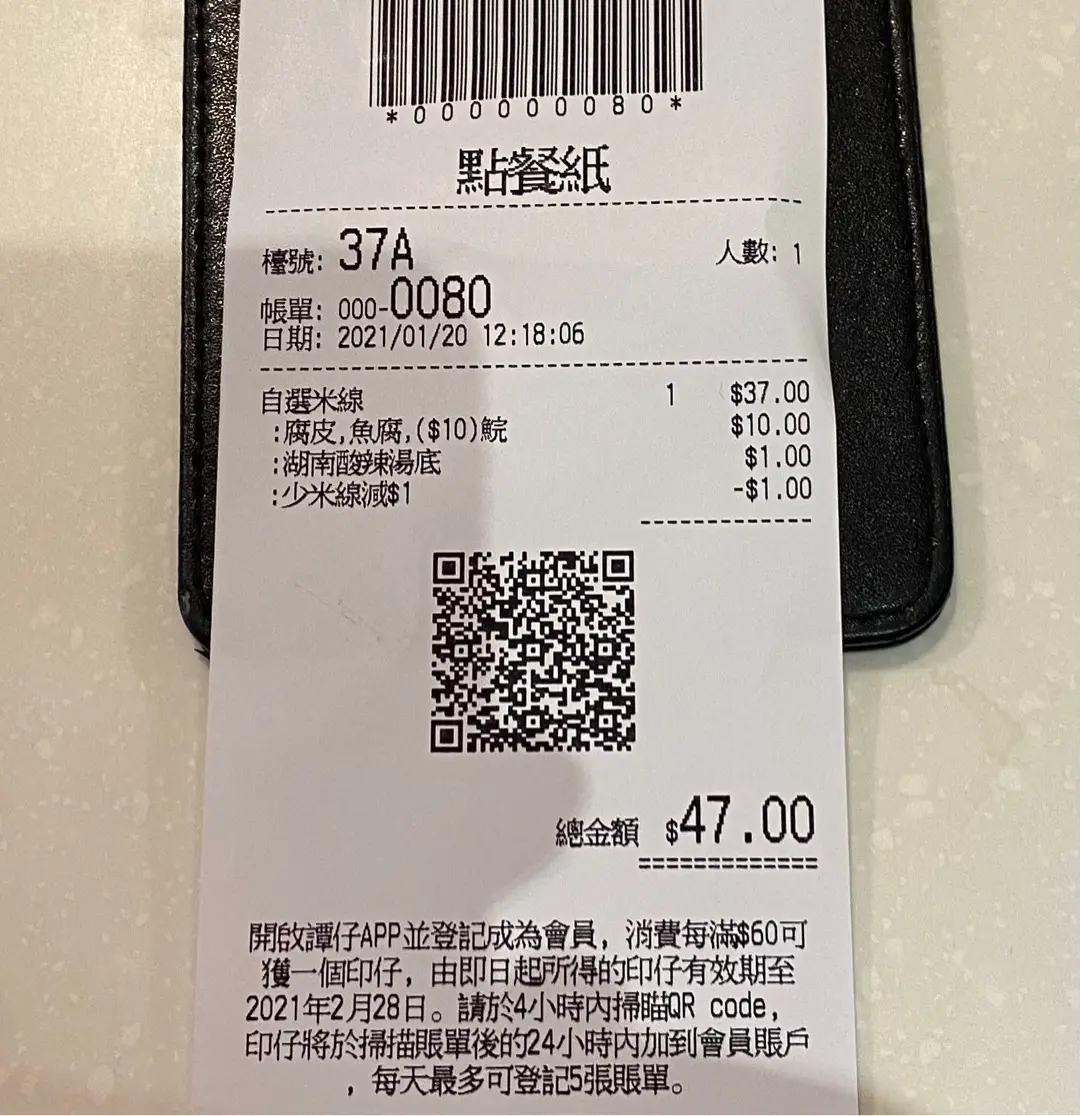 *000000080*
點餐紙
檯號: 37A 人數: 1
帳單: 000-0080
日期: 2021/01/20 12:18:06
自選米線 1 $37.00
:腐皮,魚腐,($10)鯇 $10.00
:湖南酸辣湯底 $1.00
:少米線減$1 -$1.00
總金額 $47.00
開啟譚仔APP並登記成為會員, 消費每滿$60可
獲一個印仔, 由即日起所得的印仔有效期至
2021年2月28日。請於4小時內掃瞄QR code,
印仔將於掃描賬單後的24小時內加到會員賬戶
, 每天最多可登記5張賬單。